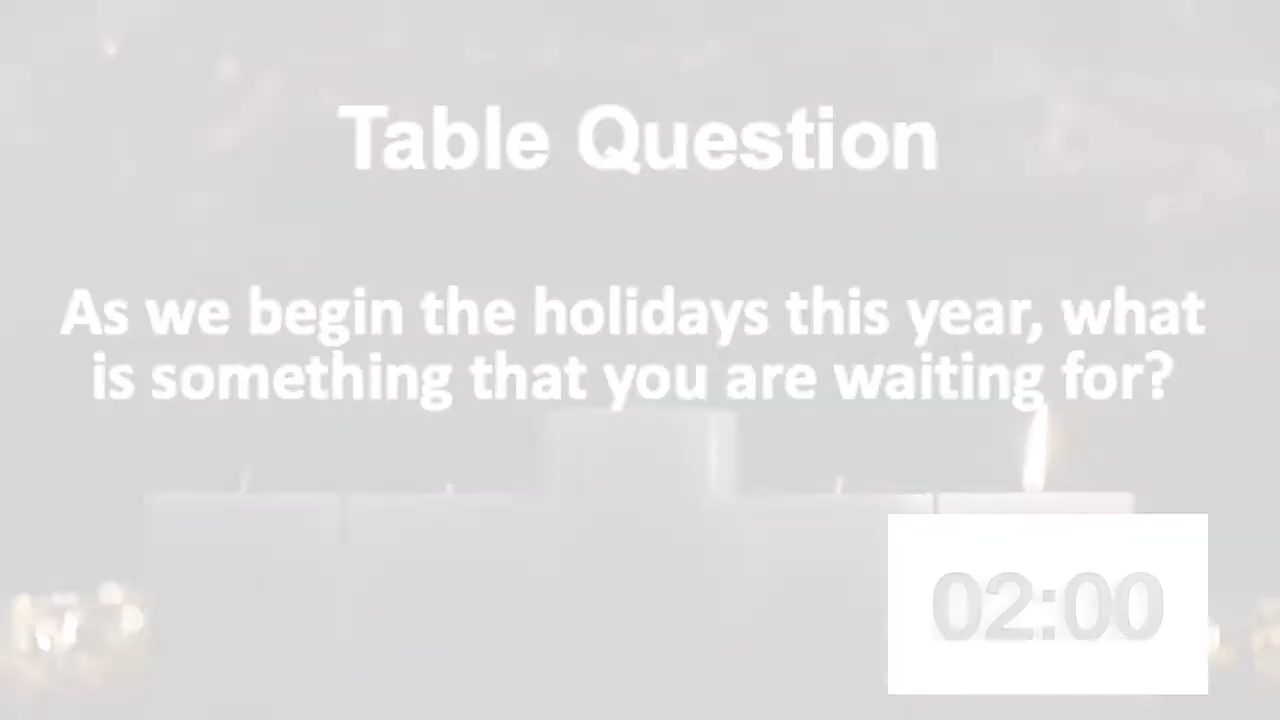 Table Question
As we begin the holidays this year, what
is something that you are waiting for?
02:00